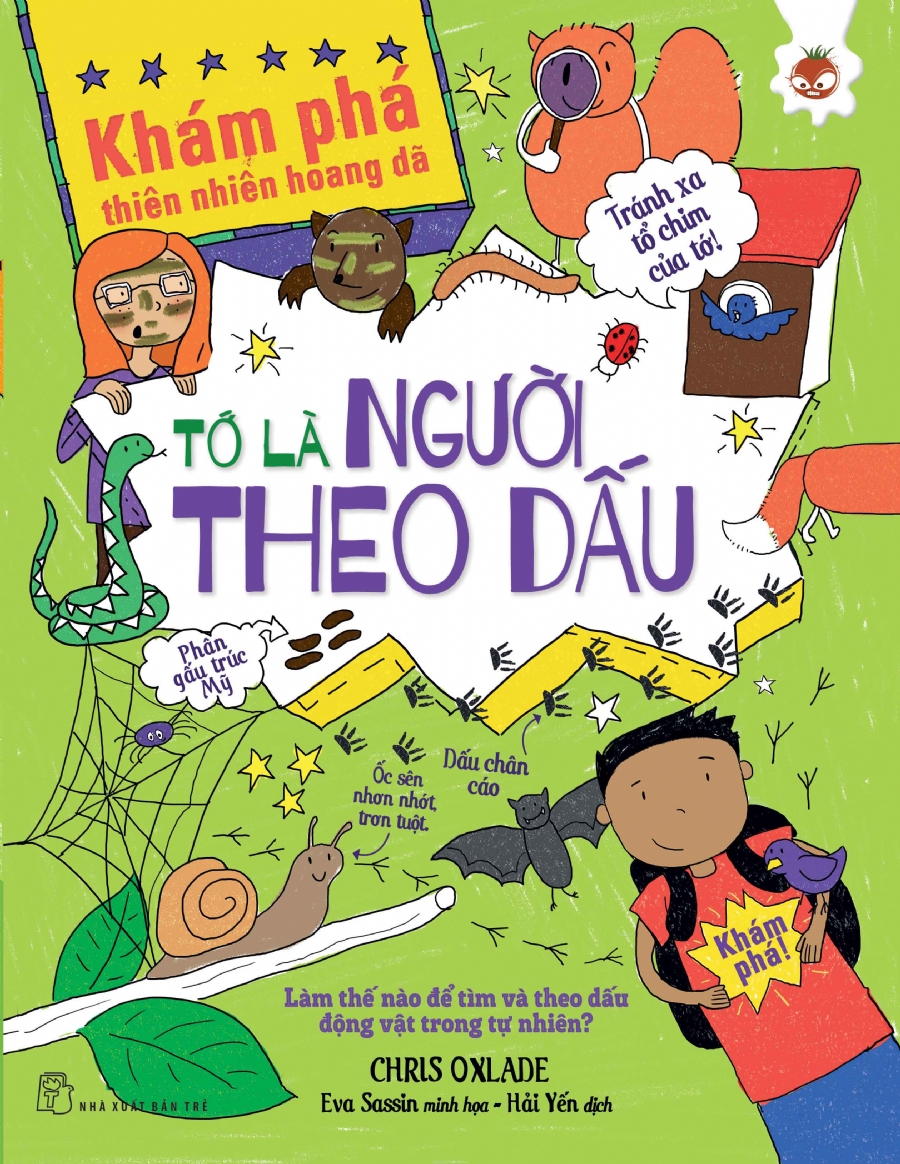 Khám phá
thiên nhiên hoang dã
Tránh xa
tổ chim
của tớ!
TỚ LÀ NGƯỜI
THEO DẤU
Phân
gấu trúc
Mỹ
Dấu chân
cáo
Ốc sên
nhơn nhớt,
trơn tuột.
Khám
phá!
Làm thế nào để tìm và theo dấu
động vật trong tự nhiên?
CHRIS OXLADE
Eva Sassin minh họa - Hải Yến dịch
NHÀ XUẤT BẢN TRẺ